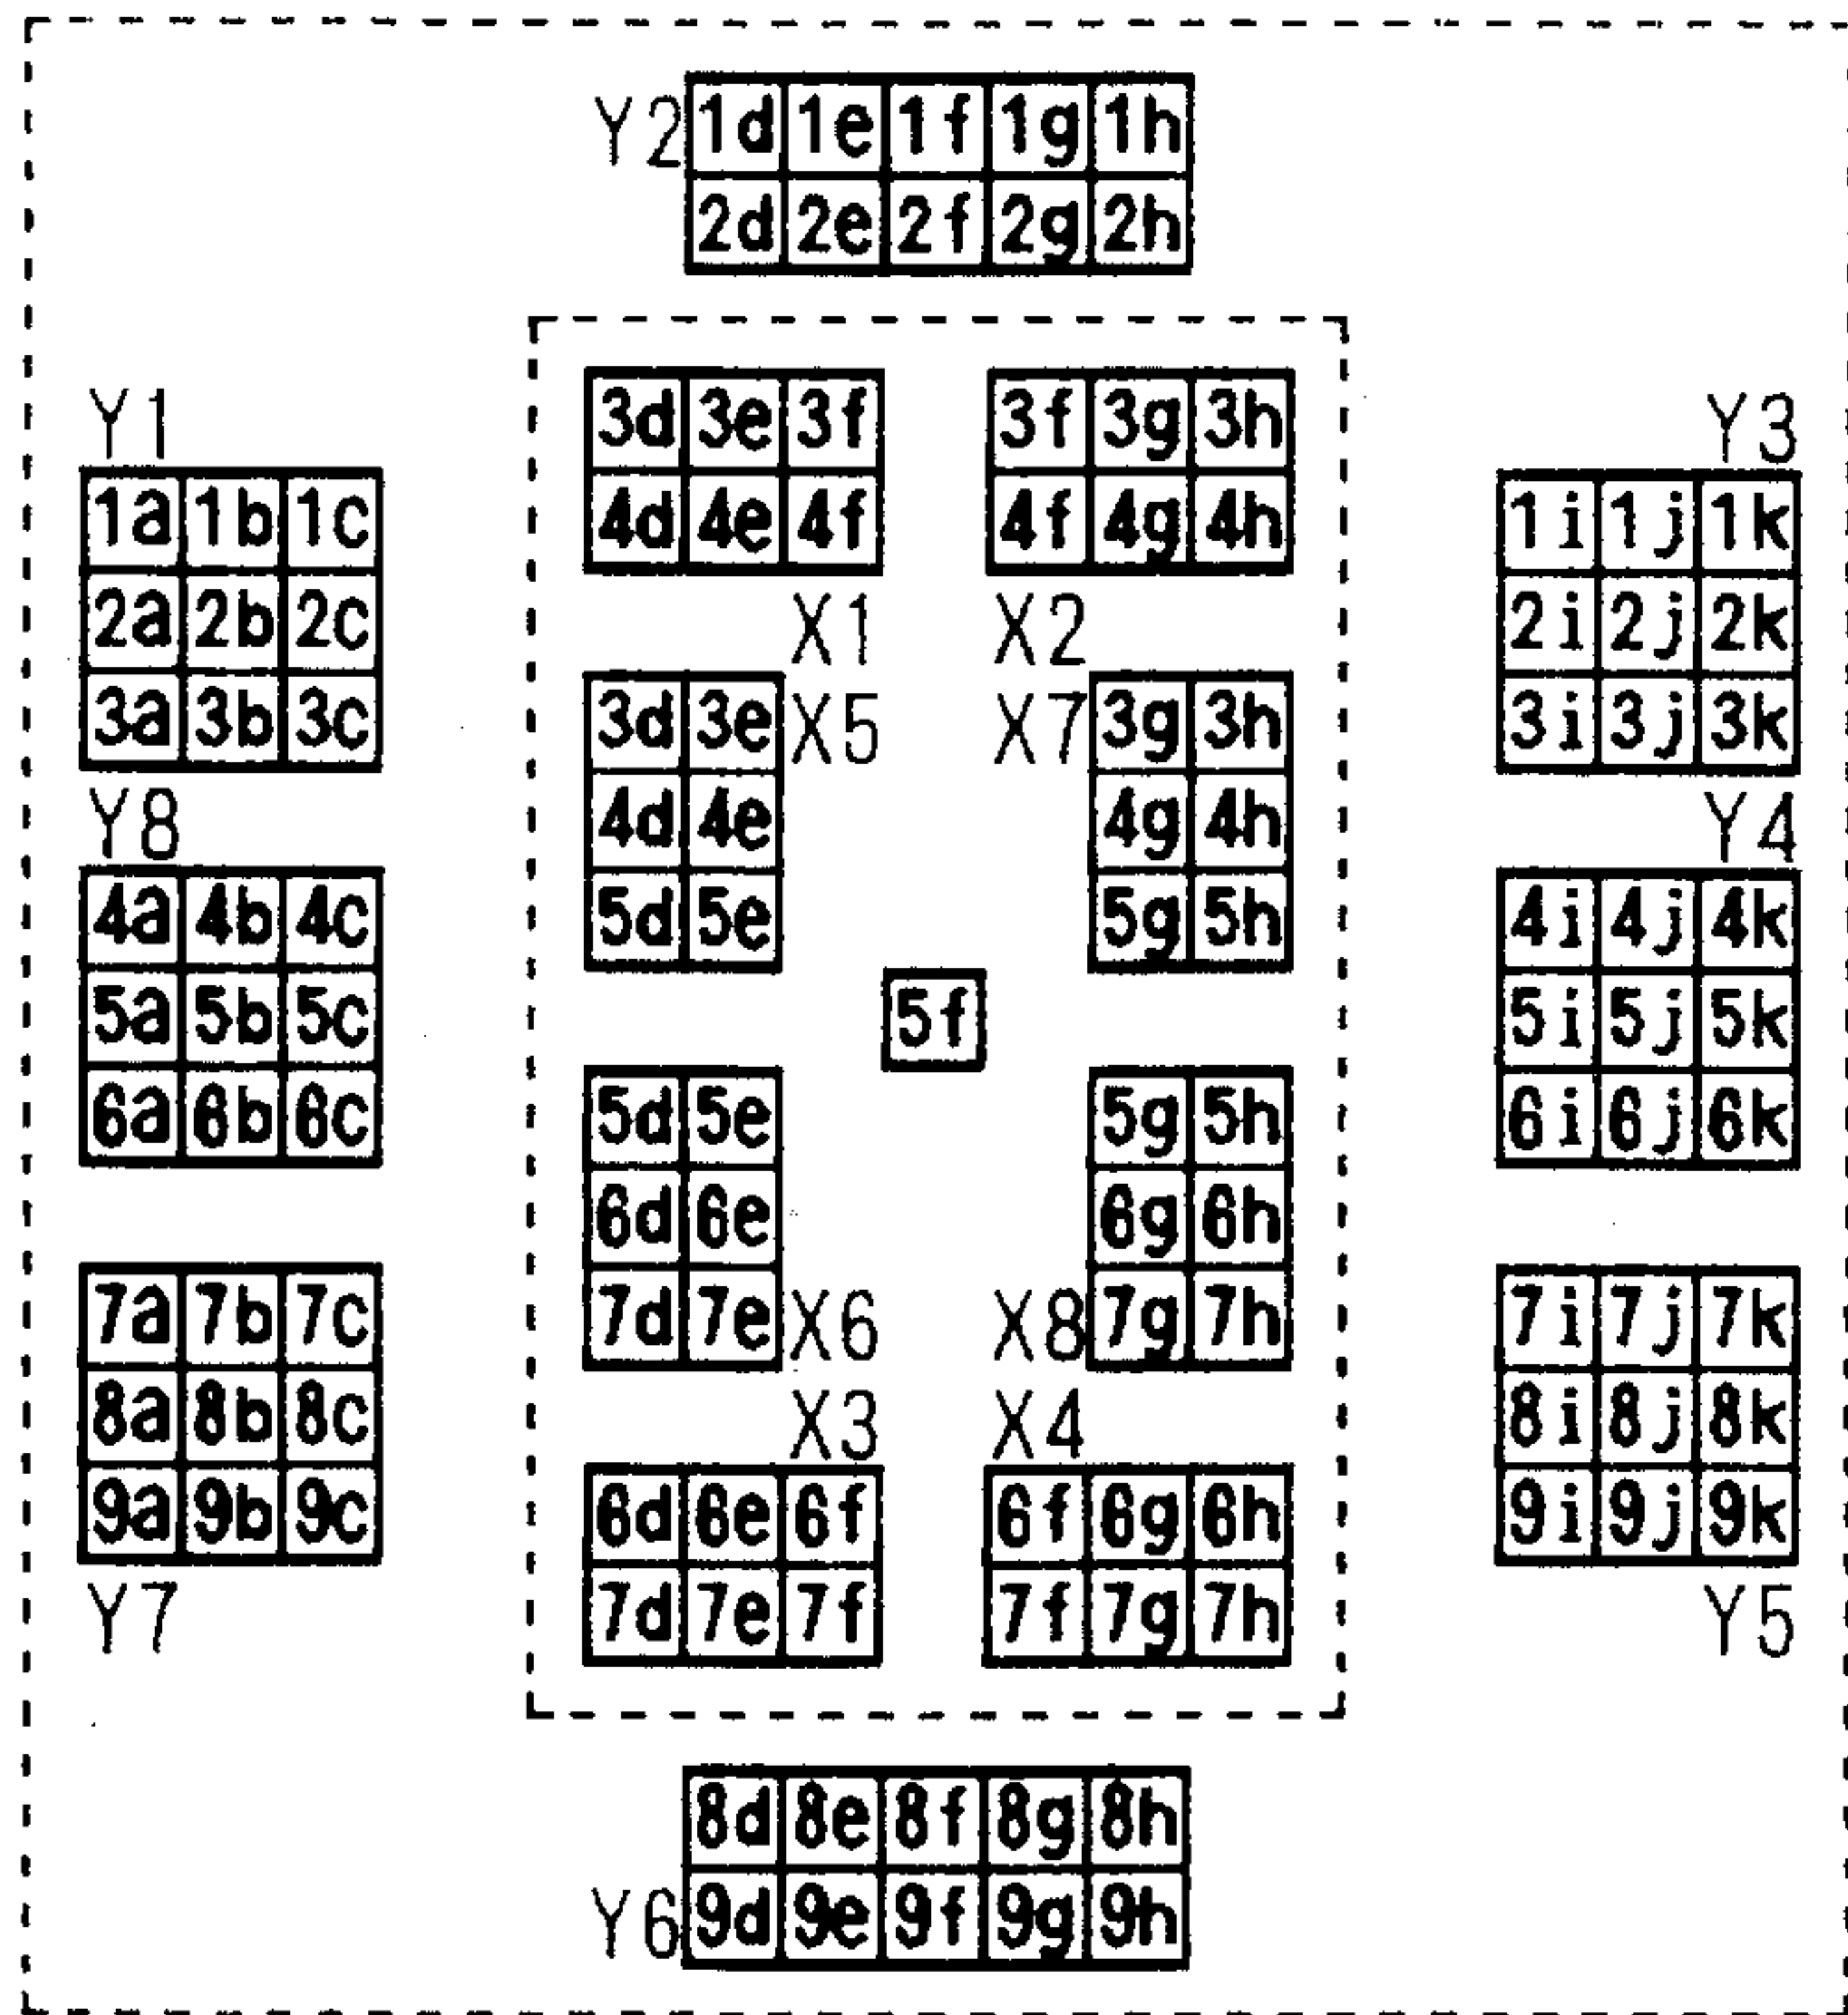 Y2 1d 1e 1f 1g 1h
2d 2e 2f 2g 2h
Y1
1a 1b 1c
2a 2b 2c
3a 3b 3c
Y8
4a 4b 4c
5a 5b 5c
6a 6b 6c
7a 7b 7c
8a 8b 8c
9a 9b 9c
Y7
3d 3e 3f
4d 4e 4f
X1
3f 3g 3h
4f 4g 4h
X2
3d 3e X5
4d 4e
5d 5e
X7 3g 3h
4g 4h
5g 5h
5f
5d 5e
6d 6e
7d 7e X6
5g 5h
6g 6h
X8 7g 7h
X3
6d 6e 6f
7d 7e 7f
X4
6f 6g 6h
7f 7g 7h
Y3
1i 1j 1k
2i 2j 2k
3i 3j 3k
Y4
4i 4j 4k
5i 5j 5k
6i 6j 6k
7i 7j 7k
8i 8j 8k
9i 9j 9k
Y5
8d 8e 8f 8g 8h
Y6 9d 9e 9f 9g 9h